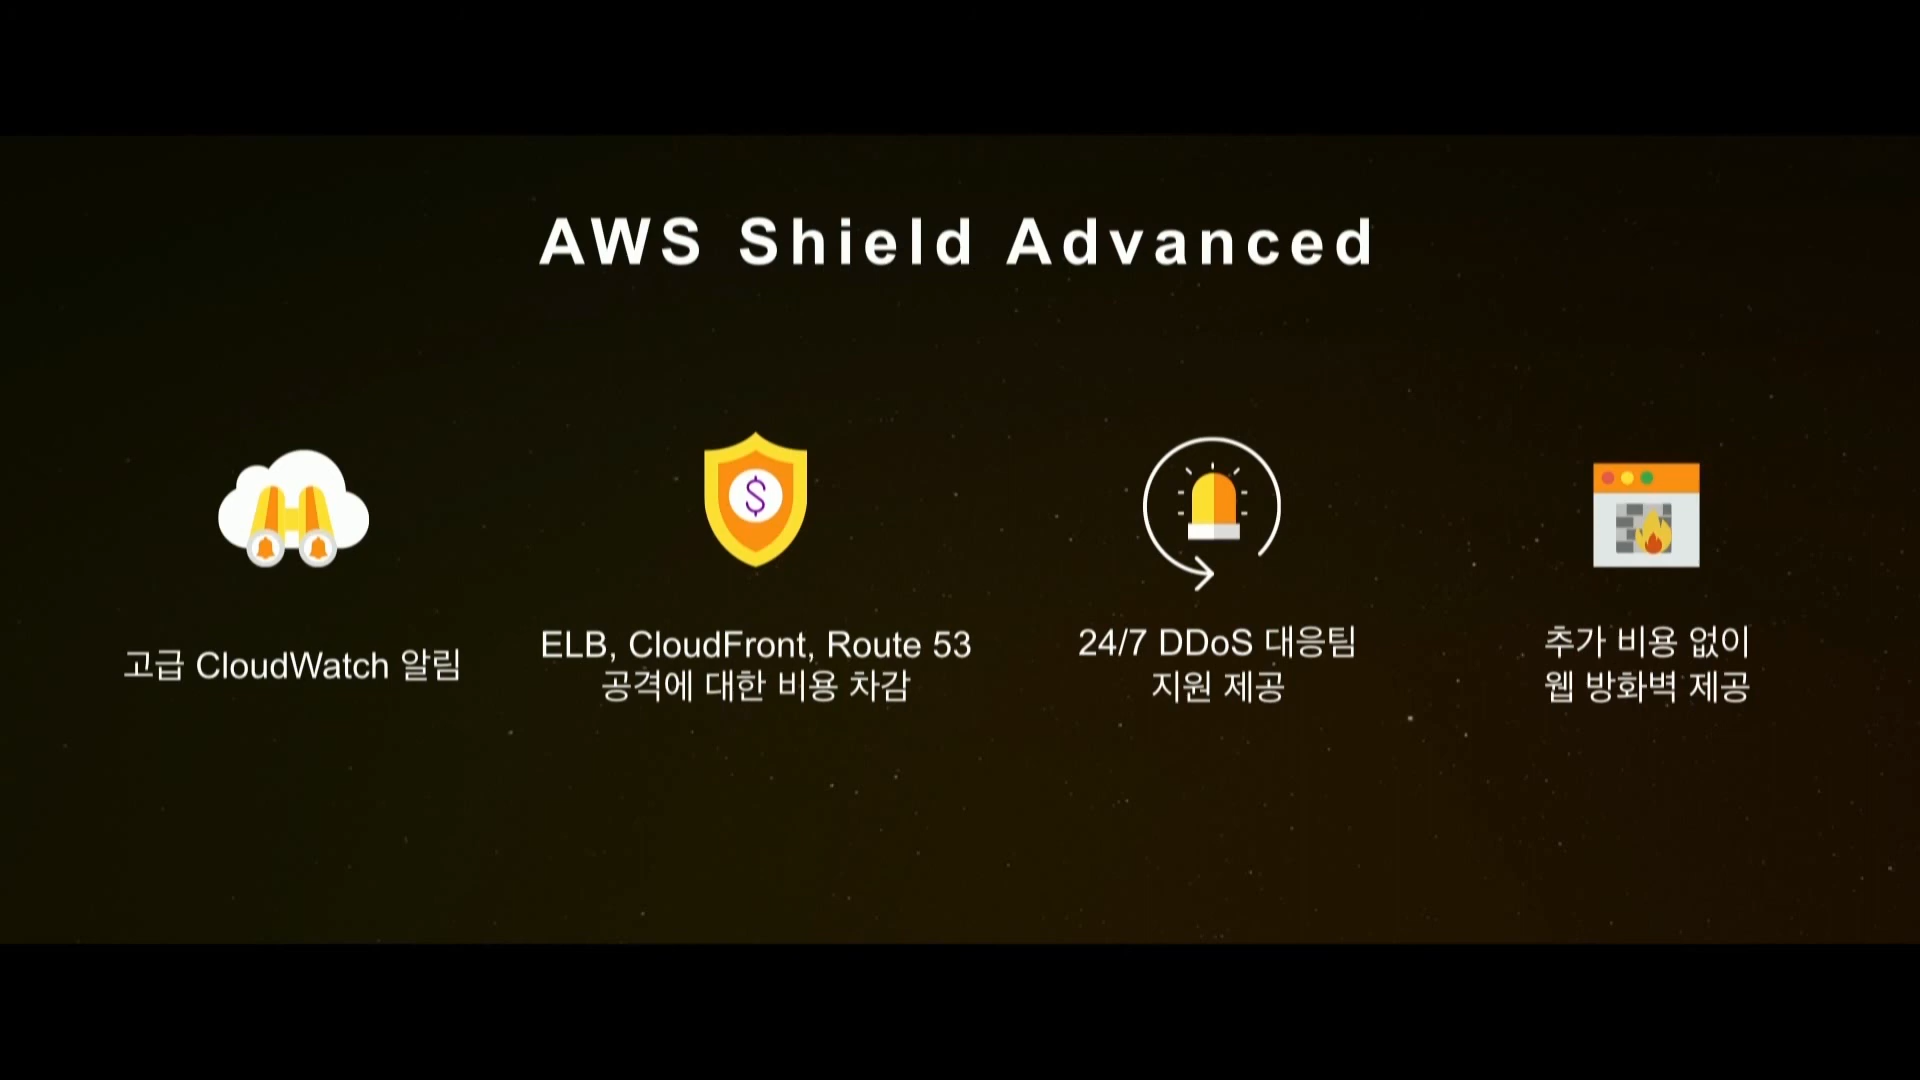 AWS Shield Advanced
고급 CloudWatch 알림
ELB, CloudFront, Route 53
공격에 대한 비용 차감
24/7 DDoS 대응팀
지원 제공
추가 비용 없이
웹 방화벽 제공